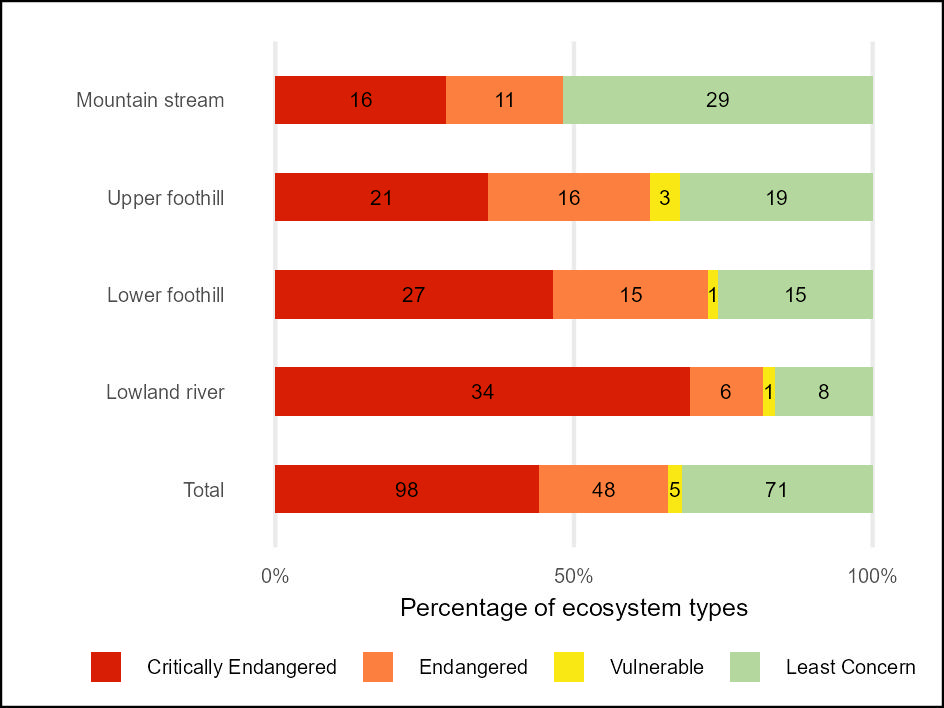 Mountain stream 16 11 29
Upper foothill 21 16 3 19
Lower foothill 27 15 1 15
Lowland river 34 6 1 8
Total 98 48 5 71
0% 50% 100%
Percentage of ecosystem types
Critically Endangered Endangered Vulnerable Least Concern